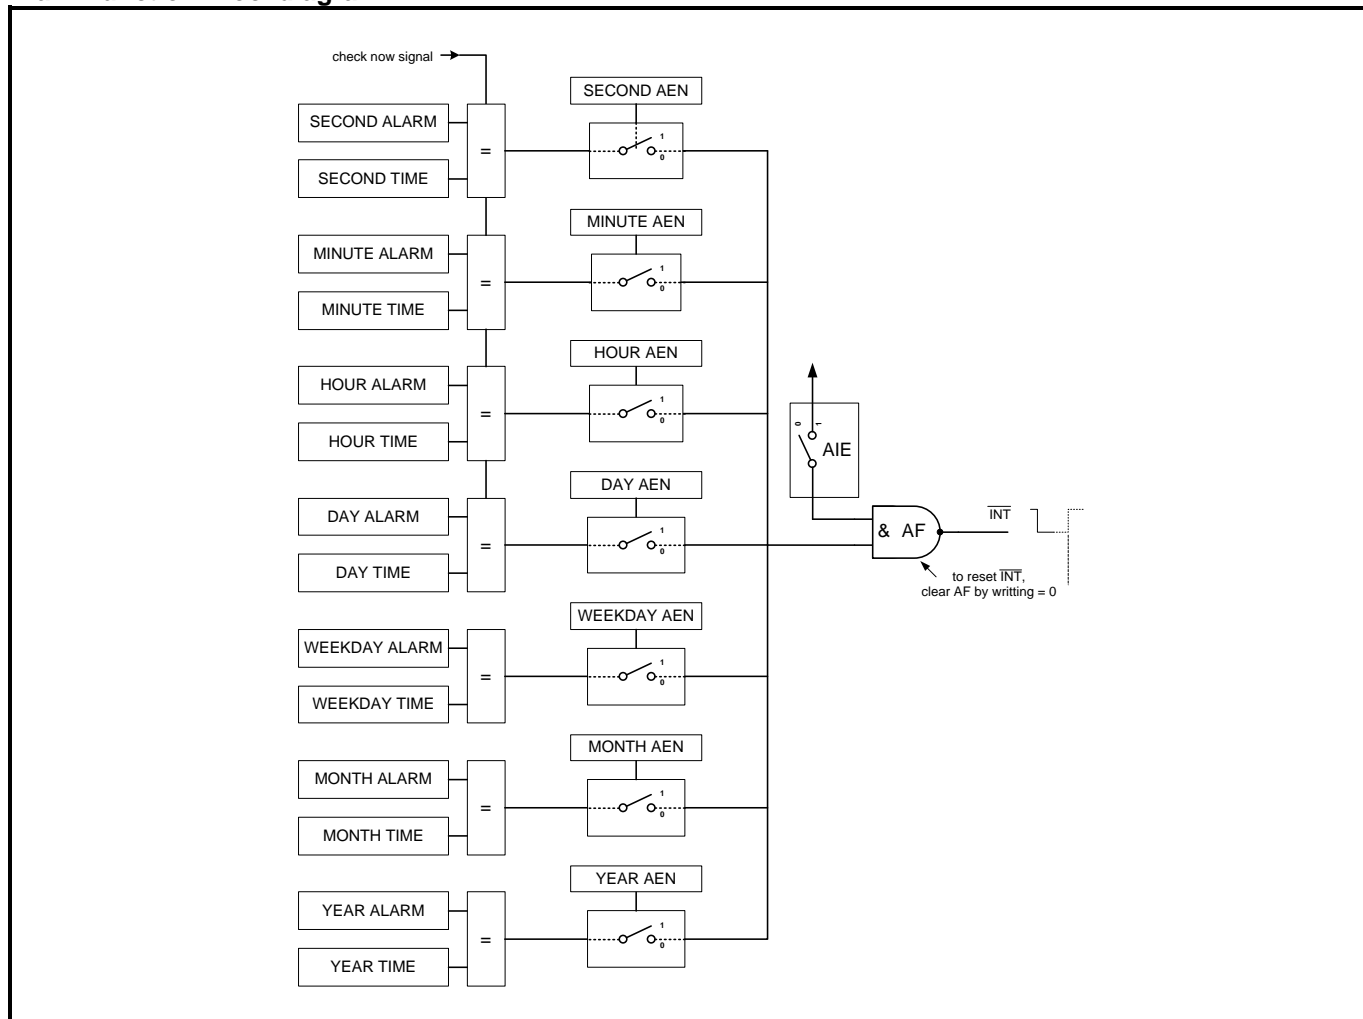 check now signal
SECOND AEN
SECOND ALARM
=
1
0
SECOND TIME
MINUTE AEN
MINUTE ALARM
=
1
0
MINUTE TIME
HOUR AEN
HOUR ALARM
=
1
0
HOUR TIME
0 1
AIE
DAY AEN
DAY ALARM
=
1
0
DAY TIME
& AF
INT
to reset INT,
clear AF by writting = 0
WEEKDAY AEN
WEEKDAY ALARM
=
1
0
WEEKDAY TIME
MONTH AEN
MONTH ALARM
=
1
0
MONTH TIME
YEAR AEN
YEAR ALARM
=
1
0
YEAR TIME